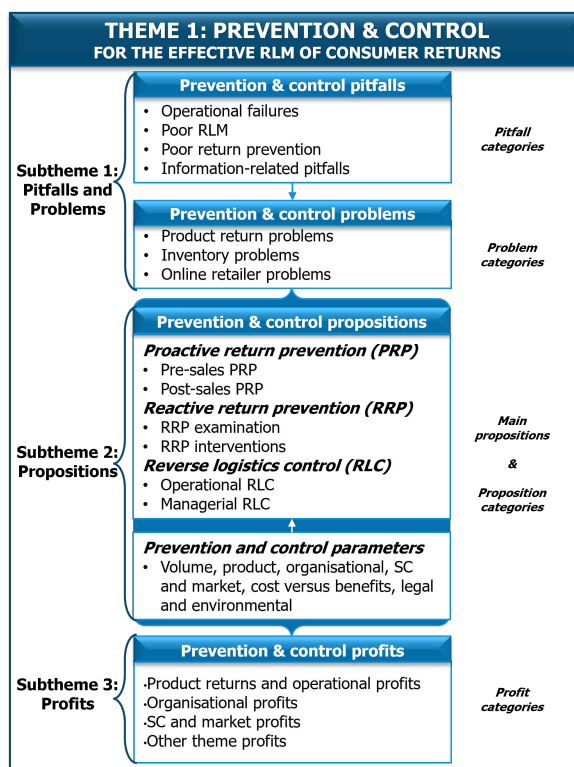 THEME 1: PREVENTION & CONTROL
FOR THE EFFECTIVE RLM OF CONSUMER RETURNS
Subtheme 1:
Pitfalls and
Problems
Prevention & control pitfalls
• Operational failures
• Poor RLM
• Poor return prevention
• Information-related pitfalls
Pitfall
categories
Prevention & control problems
• Product return problems
• Inventory problems
• Online retailer problems
Problem
categories
Subtheme 2:
Propositions
Prevention & control propositions
Proactive return prevention (PRP)
• Pre-sales PRP
• Post-sales PRP
Reactive return prevention (RRP)
• RRP examination
• RRP interventions
Reverse logistics control (RLC)
• Operational RLC
• Managerial RLC
Main
propositions
&
Proposition
categories
Prevention and control parameters
• Volume, product, organisational, SC
and market, cost versus benefits, legal
and environmental
Subtheme 3:
Profits
Prevention & control profits
•Product returns and operational profits
•Organisational profits
•SC and market profits
•Other theme profits
Profit
categories